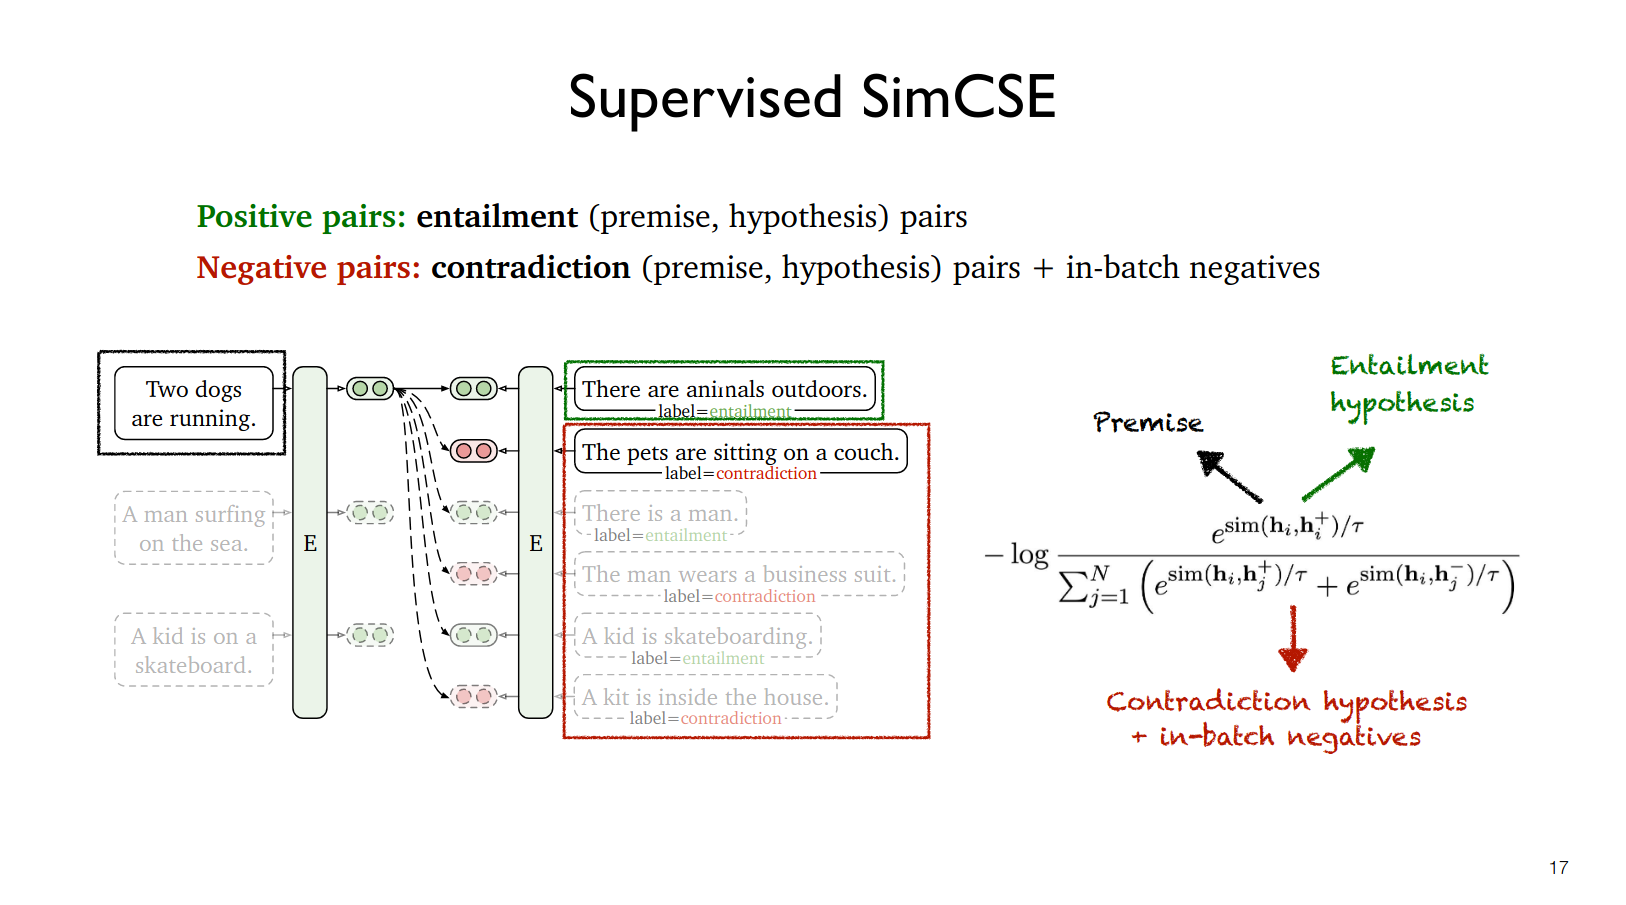 Supervised SimCSE
Positive pairs: entailment (premise, hypothesis) pairs
Negative pairs: contradiction (premise, hypothesis) pairs + in-batch negatives
Two dogs
are running.
A man surfing
on the sea.
A kid is on a
skateboard.
E
E
There are animals outdoors.
label=entailment
The pets are sitting on a couch.
label=contradiction
There is a man.
label=entailment
The man wears a business suit.
label=contradiction
A kid is skateboarding.
label=entailment
A kit is inside the house.
label=contradiction
Premise
Entailment
hypothesis
$-\log \frac{e^{\text{sim}(\mathbf{h}_i,\mathbf{h}_i^+)/\tau}}{\sum_{j=1}^{N}\left(e^{\text{sim}(\mathbf{h}_i,\mathbf{h}_j^+)/\tau}+e^{\text{sim}(\mathbf{h}_i,\mathbf{h}_j^-)/\tau}\right)}$
Contradiction hypothesis
+ in-batch negatives
17